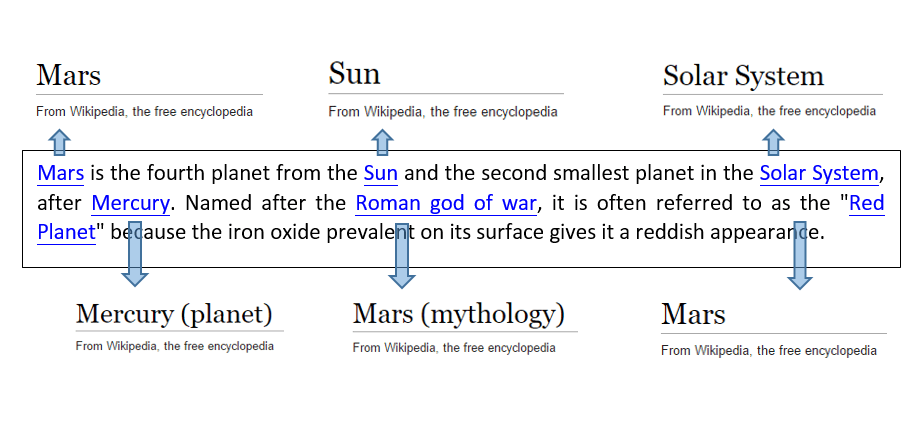 Mars
From Wikipedia, the free encyclopedia
Sun
From Wikipedia, the free encyclopedia
Solar System
From Wikipedia, the free encyclopedia
Mars is the fourth planet from the Sun and the second smallest planet in the Solar System,
after Mercury. Named after the Roman god of war, it is often referred to as the "Red
Planet" because the iron oxide prevalent on its surface gives it a reddish appearance.
Mercury (planet)
From Wikipedia, the free encyclopedia
Mars (mythology)
From Wikipedia, the free encyclopedia
Mars
From Wikipedia, the free encyclopedia